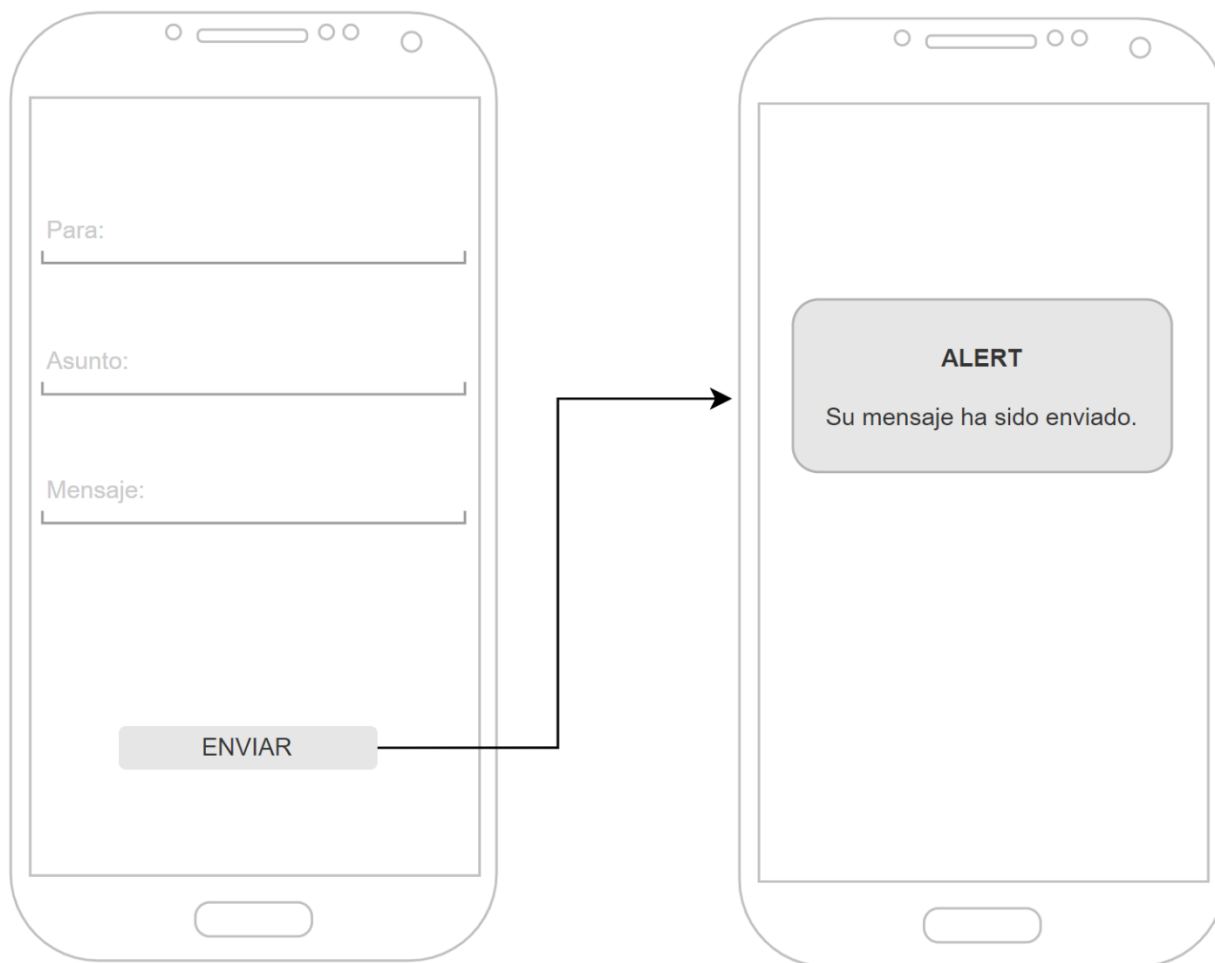 Para:
Asunto:
Mensaje:
ENVIAR
ALERT
Su mensaje ha sido enviado.